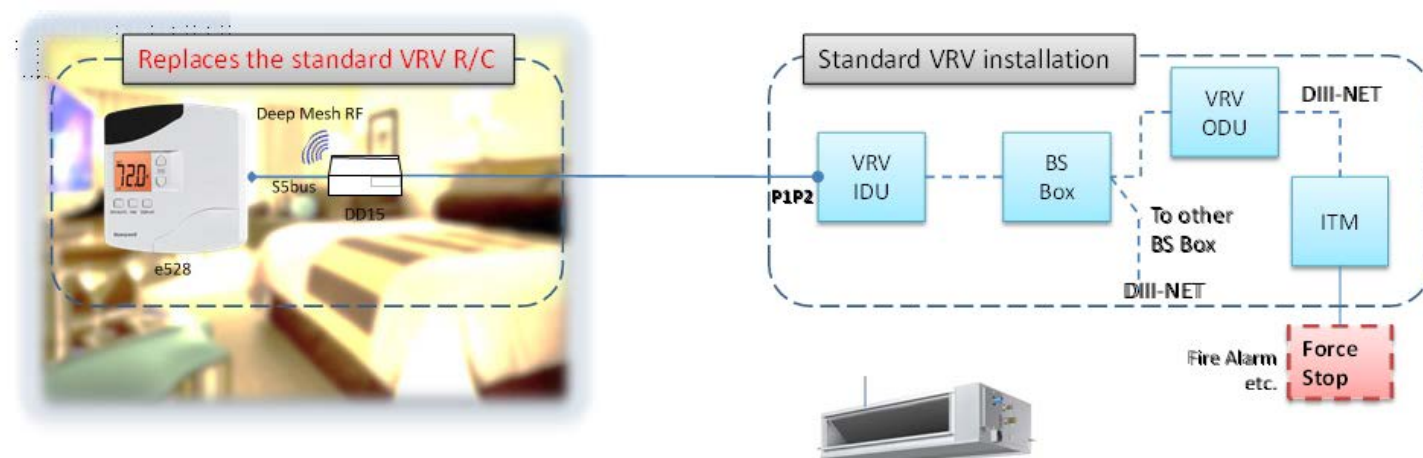 Replaces the standard VRV R/C
Deep Mesh RF
72.0
S5bus
DD15
Honeywell
e528
Standard VRV installation
VRV
ODU
DIII-NET
VRV
IDU
BS
Box
P1P2
To other
BS Box
ITM
DIII-NET
Fire Alarm
etc.
Force
Stop